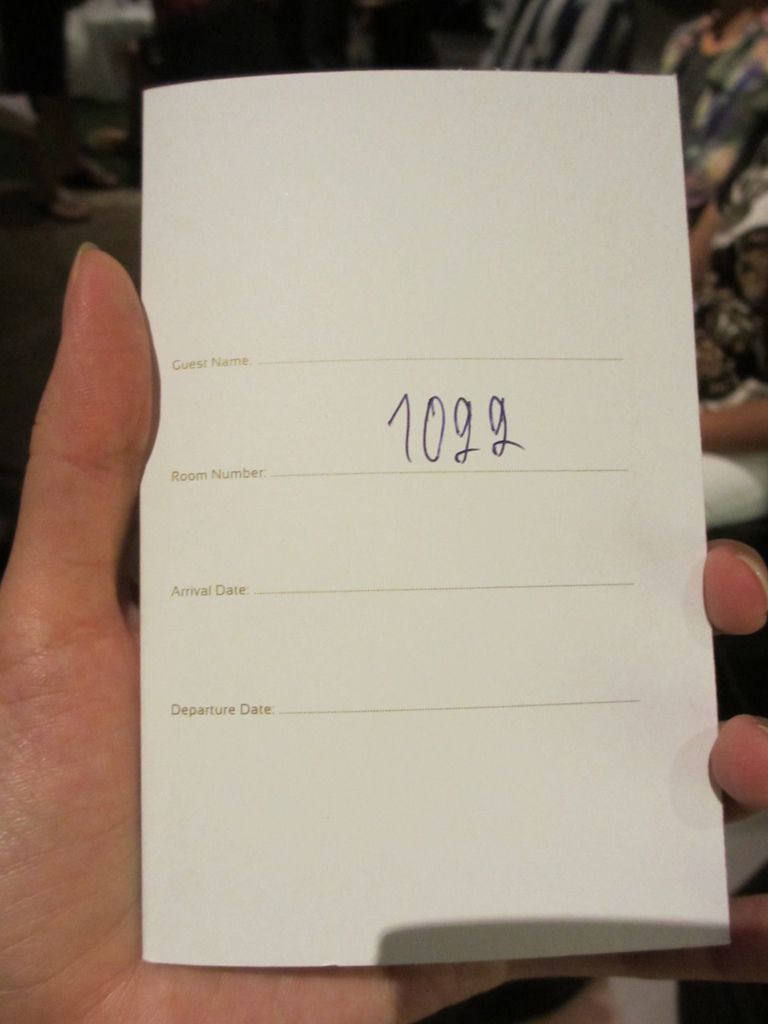 Guest Name:
1022
Room Number:
Arrival Date:
Departure Date: